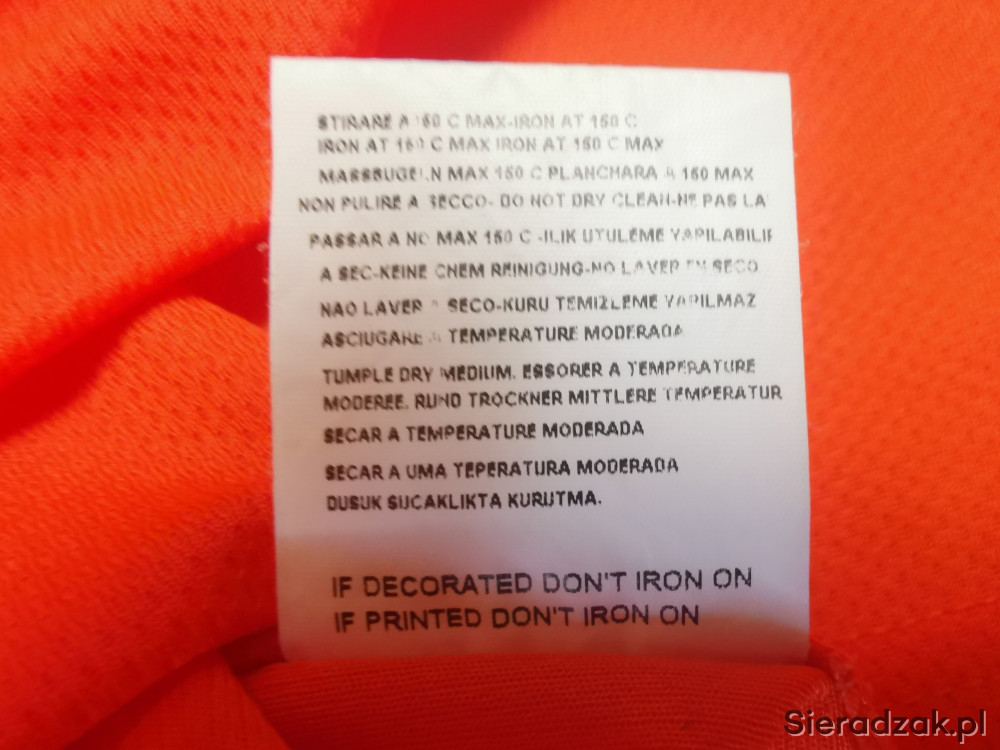 STIRARE A 150 C MAX-IRON AT 150 C
IRON AT 150 C MAX IRON AT 150 C MAX
MASSBUGELN MAX 150 C PLANCHARA A 150 MAX
NON PULIRE A SECCO- DO NOT DRY CLEAN-NE PAS LA
PASSAR A NO MAX 150 C -ILIK UTULEME YAPILABILIR
A SEC-KEINE CHEM REINIGUNG-NO LAVER EN SECO
NAO LAVER A SECO-KURU TEMIZLEME YAPILMAZ
ASCIUGARE A TEMPERATURE MODERADA
TUMPLE DRY MEDIUM. ESSORER A TEMPERATURE
MODEREE. RUND TROCKNER MITTLERE TEMPERATUR
SECAR A TEMPERATURE MODERADA
SECAR A UMA TEPERATURA MODERADA
DUSUK SUCAKLIKTA KURUTMA.
IF DECORATED DON'T IRON ON
IF PRINTED DON'T IRON ON
Sieradzak.pl